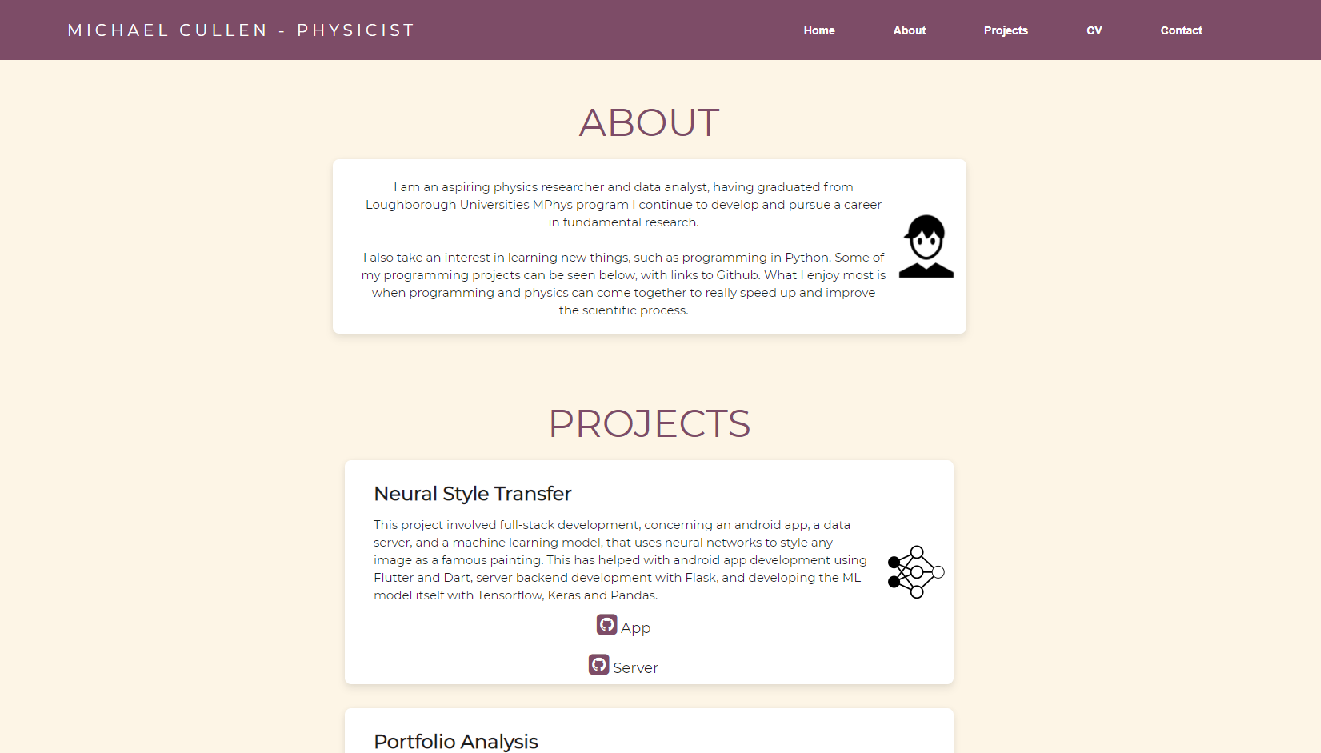 MICHAEL CULLEN - PHYSICIST
Home About Projects CV Contact
ABOUT
I am an aspiring physics researcher and data analyst, having graduated from
Loughborough Universities MPhys program I continue to develop and pursue a career
in fundamental research.
I also take an interest in learning new things, such as programming in Python. Some of
my programming projects can be seen below, with links to Github. What I enjoy most is
when programming and physics can come together to really speed up and improve
the scientific process.
PROJECTS
Neural Style Transfer
This project involved full-stack development, concerning an android app, a data
server, and a machine learning model, that uses neural networks to style any
image as a famous painting. This has helped with android app development using
Flutter and Dart, server backend development with Flask, and developing the ML
model itself with Tensorflow, Keras and Pandas.
App
Server
Portfolio Analysis